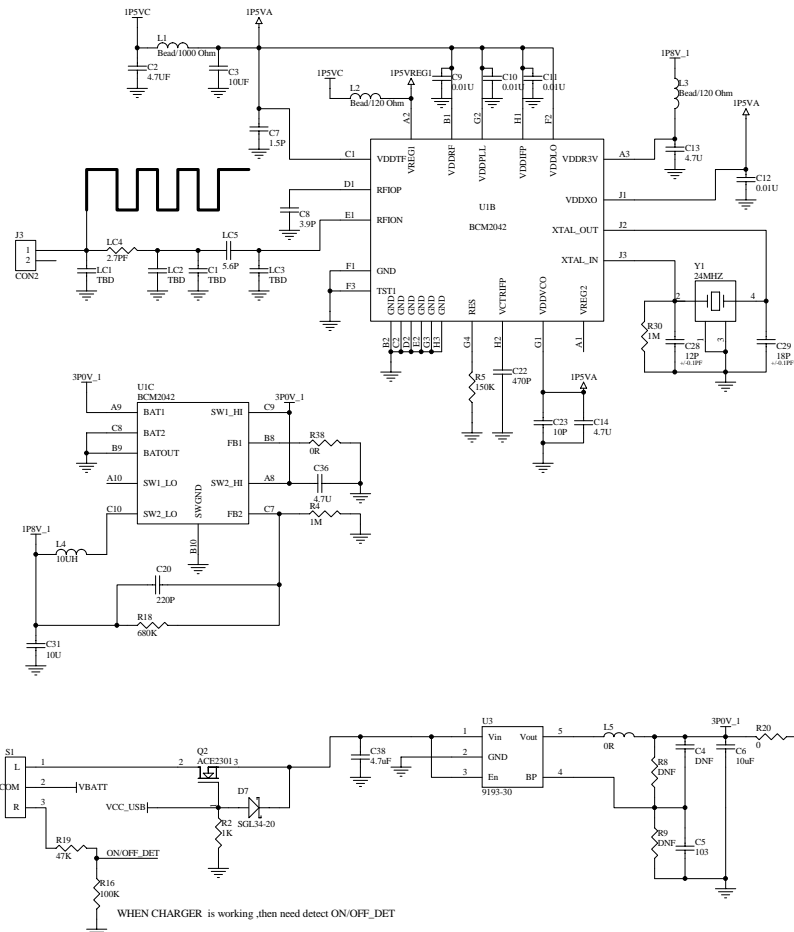 1P5VC
1P5VA
L1
Bead/1000 Ohm
C2
4.7UF
C3
10UF
1P5VC
1P5VREG1
L2
Bead/120 Ohm
C9
0.01U
C10
0.01U
C11
0.01U
1P8V_1
L3
Bead/120 Ohm
1P5VA
C13
4.7U
C12
0.01U
C7
1.5P
A2
B1
G2
H1
F2
C1
VDDTF
VREG1
VDDRF
VDDPLL
VDDIFP
VDDLO
VDDR3V
A3
D1
RFIOP
VDDXO
J1
C8
3.9P
U1B
BCM2042
E1
RFION
XTAL_OUT
J2
XTAL_IN
J3
J3
1
2
CON2
LC4
2.7PF
LC5
5.6P
LC1
TBD
LC2
TBD
C1
TBD
LC3
TBD
F1
GND
F3
TST1
GND
GND
GND
GND
GND
GND
RES
VCTRIFP
VDDVCO
VREG2
B2
C2
D2
E2
G3
H3
G4
H2
G1
A1
Y1
24MHZ
2
4
1
3
R30
1M
C28
12P
+/-0.1PF
C29
18P
+/-0.1PF
R5
150K
C22
470P
1P5VA
C23
10P
C14
4.7U
3P0V_1
U1C
BCM2042
3P0V_1
A9
BAT1
SW1_HI
C9
C8
BAT2
FB1
B8
R38
0R
B9
BATOUT
A10
SW1_LO
SW2_HI
A8
C36
4.7U
C10
SW2_LO
SWGND
FB2
C7
R4
1M
B10
1P8V_1
L4
10UH
C20
220P
R18
680K
C31
10U
S1
L
1
COM
2
VBATT
R
3
Q2
ACE2301
2
3
1
VCC_USB
D7
SGL34-20
R2
1K
R19
47K
ON/OFF_DET
R16
100K
C38
4.7uF
U3
1
Vin
Vout
5
2
GND
3
En
BP
4
9193-30
L5
0R
3P0V_1
R20
0
R8
DNF
C4
DNF
C6
10uF
R9
DNF
C5
103
WHEN CHARGER is working ,then need detect ON/OFF_DET